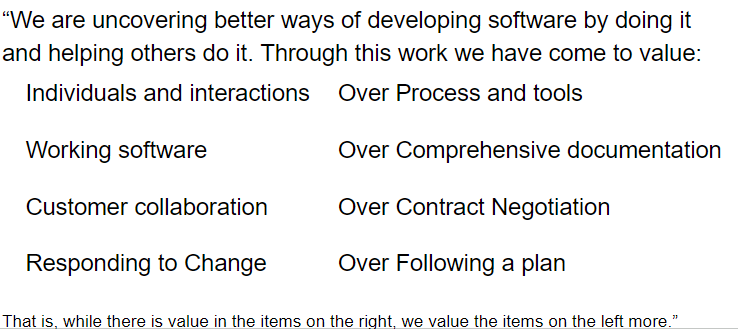 “We are uncovering better ways of developing software by doing it
and helping others do it. Through this work we have come to value:
Individuals and interactions Over Process and tools
Working software Over Comprehensive documentation
Customer collaboration Over Contract Negotiation
Responding to Change Over Following a plan
That is, while there is value in the items on the right, we value the items on the left more.”